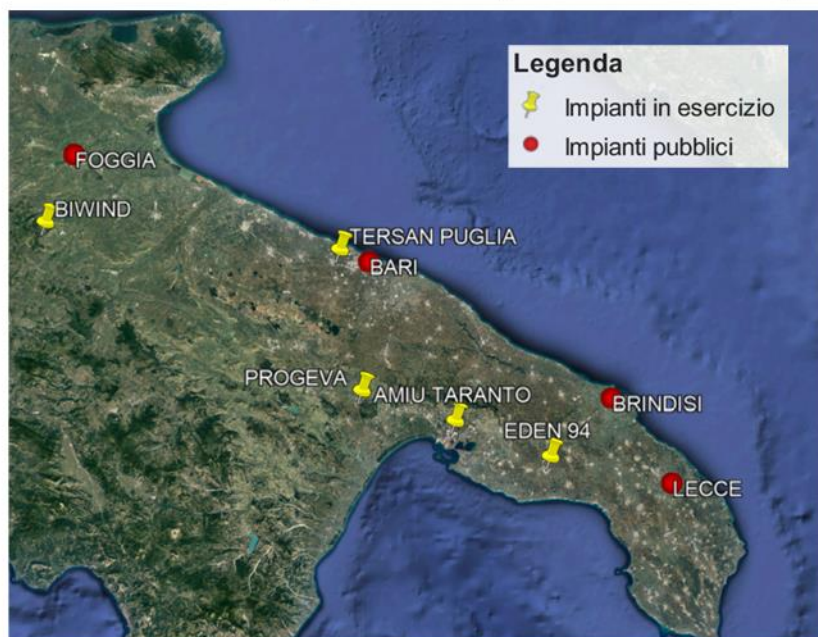 Legenda
Impianti in esercizio
Impianti pubblici
FOGGIA
BIWIND
TERSAN PUGLIA
BARI
PROGEVA
AMIU TARANTO
BRINDISI
EDEN 94
LECCE